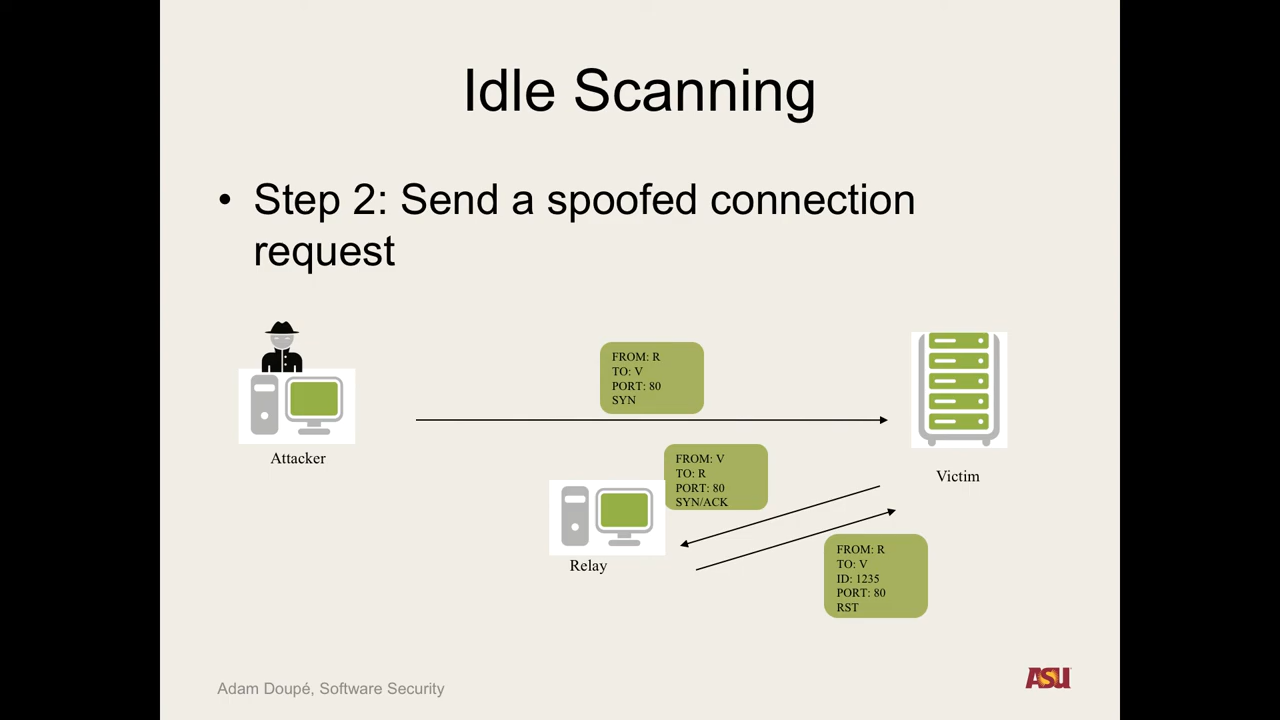 Idle Scanning
• Step 2: Send a spoofed connection
request
FROM: R
TO: V
PORT: 80
SYN
Attacker
FROM: V
TO: R
PORT: 80
SYN/ACK
Victim
Relay
FROM: R
TO: V
ID: 1235
PORT: 80
RST
Adam Doupé, Software Security
ASU